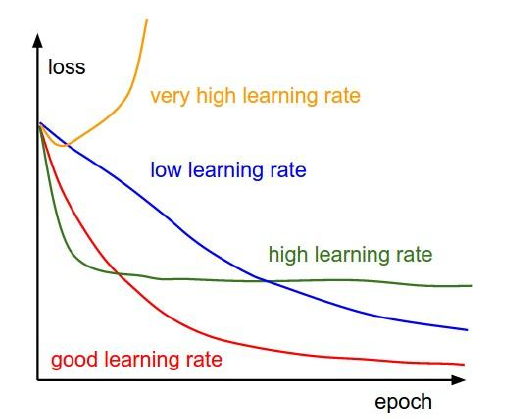 loss
very high learning rate
low learning rate
high learning rate
good learning rate
epoch